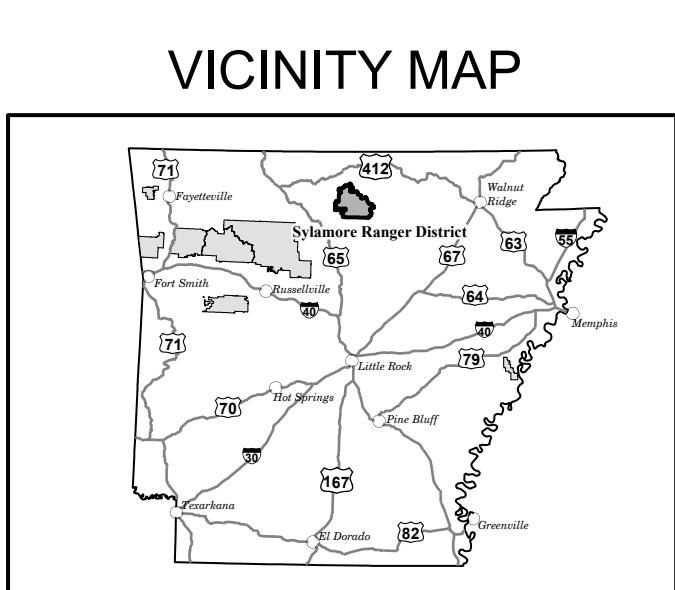 VICINITY MAP
71
412
Fayetteville
Walnut
Ridge
Sylamore Ranger District
65
67
63
55
Fort Smith
Russellville
40
64
Memphis
71
40
Little Rock
79
Hot Springs
70
Pine Bluff
30
167
Texarkana
El Dorado
82
Greenville